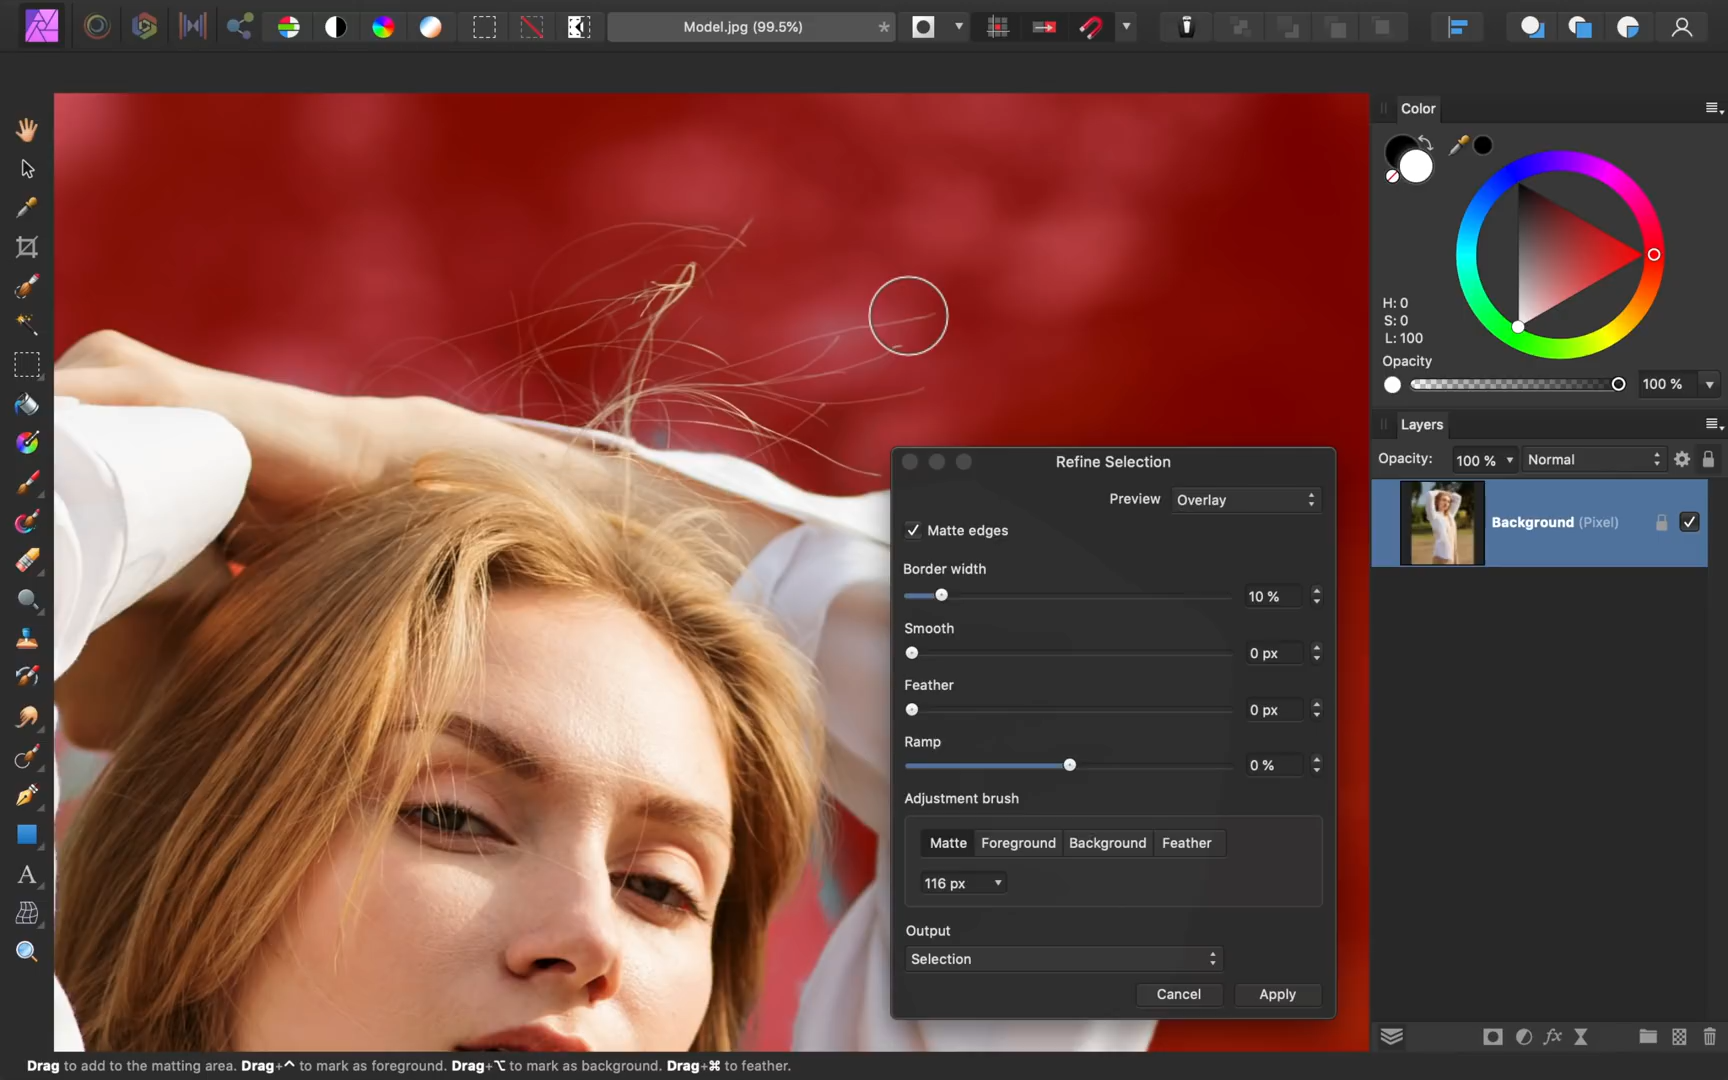 Model.jpg (99.5%)
*
Color
H: 0
S: 0
L: 100
Opacity
100 %
Layers
Opacity: 100 % Normal
Background (Pixel)
fx
A
Refine Selection
Preview Overlay
Matte edges
Border width
10 %
Smooth
0 px
Feather
0 px
Ramp
0 %
Adjustment brush
Matte Foreground Background Feather
116 px
Output
Selection
Cancel Apply
Drag to add to the matting area. Drag+⌃ to mark as foreground. Drag+⌥ to mark as background. Drag+⌘ to feather.